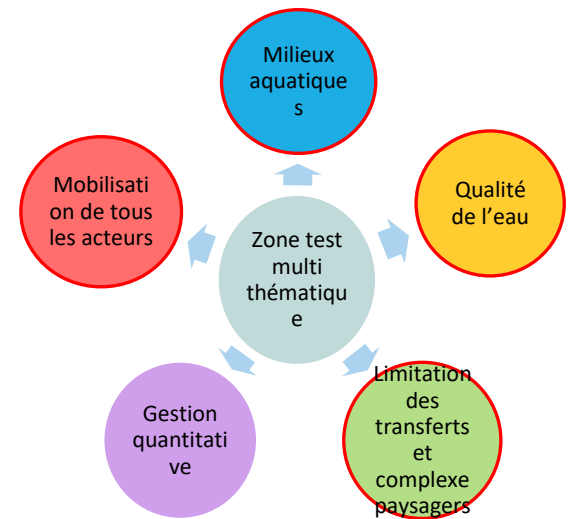 Milieux
aquatique
s
Mobilisati
on de tous
les acteurs
Qualité
de l’eau
Zone test
multi
thématiqu
e
Gestion
quantitati
ve
Limitation
des
transferts
et
complexe
paysagers